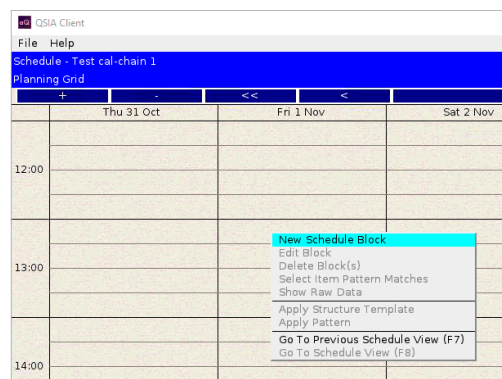 aQ QSIA Client
File Help
Schedule - Test cal-chain 1
Planning Grid
+ - << <
Thu 31 Oct Fri 1 Nov Sat 2 Nov
12:00
New Schedule Block
Edit Block
Delete Block(s)
13:00 Select Item Pattern Matches
Show Raw Data
Apply Structure Template
Apply Pattern
Go To Previous Schedule View (F7)
Go To Schedule View (F8)
14:00